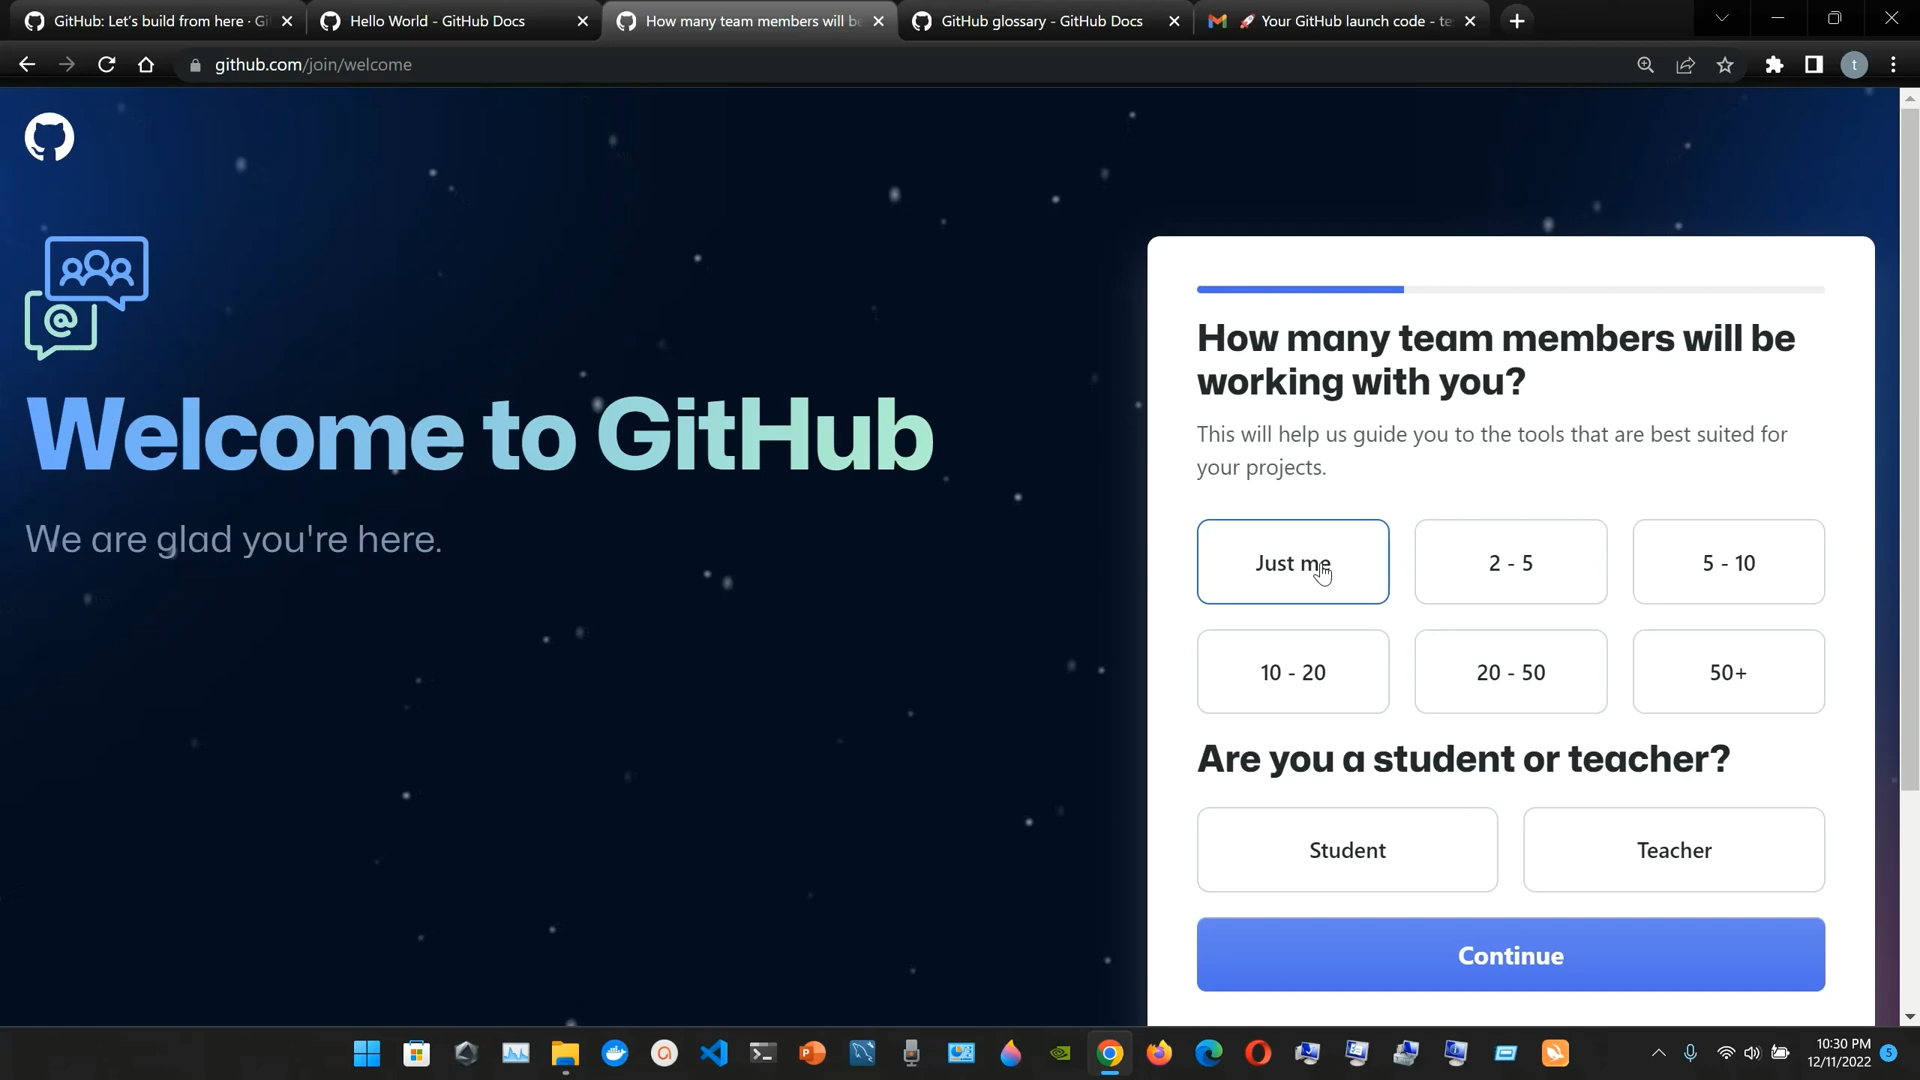 GitHub: Let's build from here · Gi
Hello World - GitHub Docs
How many team members will be
GitHub glossary - GitHub Docs
🚀 Your GitHub launch code - te
github.com/join/welcome
t
Welcome to GitHub
We are glad you're here.
How many team members will be
working with you?
This will help us guide you to the tools that are best suited for
your projects.
Just me
2 - 5
5 - 10
10 - 20
20 - 50
50+
Are you a student or teacher?
Student
Teacher
Continue
10:30 PM
12/11/2022
5